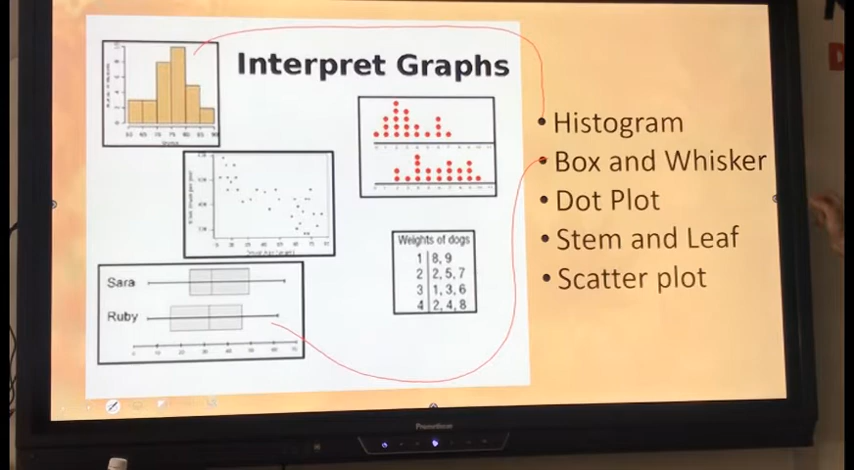 Interpret Graphs
• Histogram
• Box and Whisker
• Dot Plot
• Stem and Leaf
• Scatter plot
Weights of dogs
1 | 8, 9
2 | 2, 5, 7
3 | 1, 3, 6
4 | 2, 4, 8
Sara
Ruby
Promethean